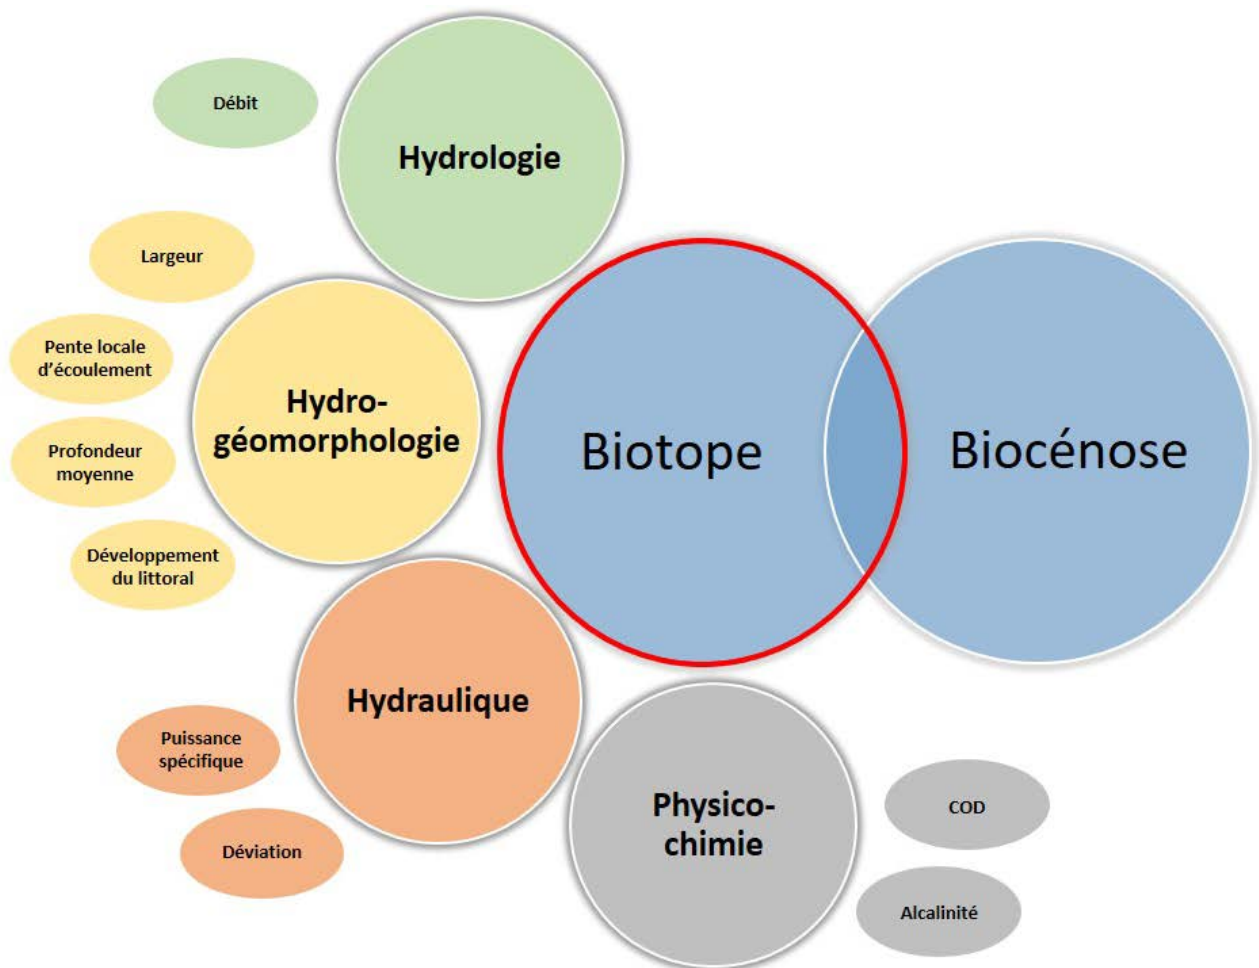 Débit
Hydrologie
Largeur
Pente locale
d'écoulement
Hydro-
géomorphologie
Profondeur
moyenne
Développement
du littoral
Biotope
Biocénose
Hydraulique
Puissance
spécifique
Déviation
Physico-
chimie
COD
Alcalinité